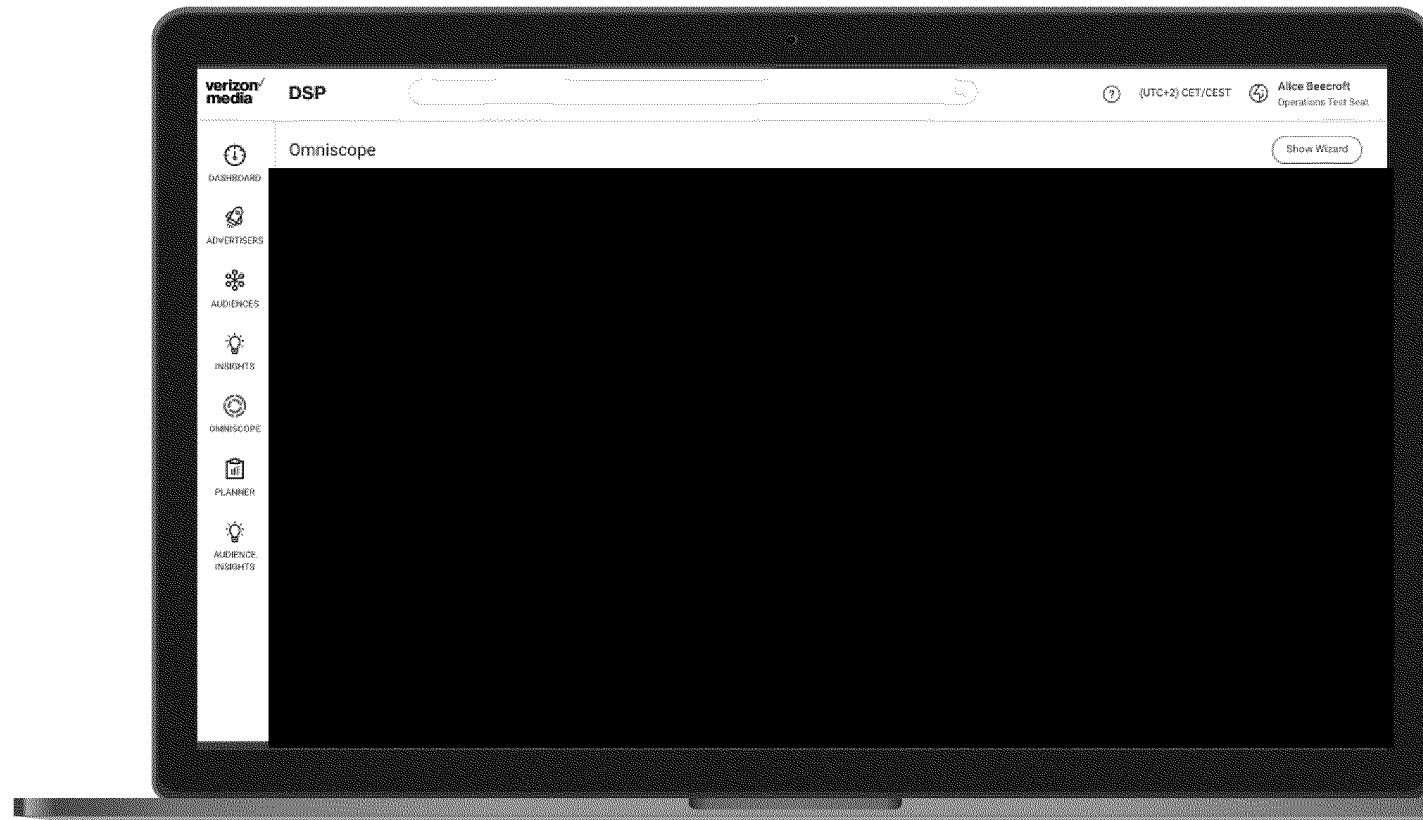 verizon
media
DSP
(UTC+2) CET/CEST
Alice Beecroft
Operations Test Seat
Omniscope
Show Wizard
DASHBOARD
ADVERTISERS
AUDIENCES
INSIGHTS
OMNISCOPE
PLANNER
AUDIENCE
INSIGHTS